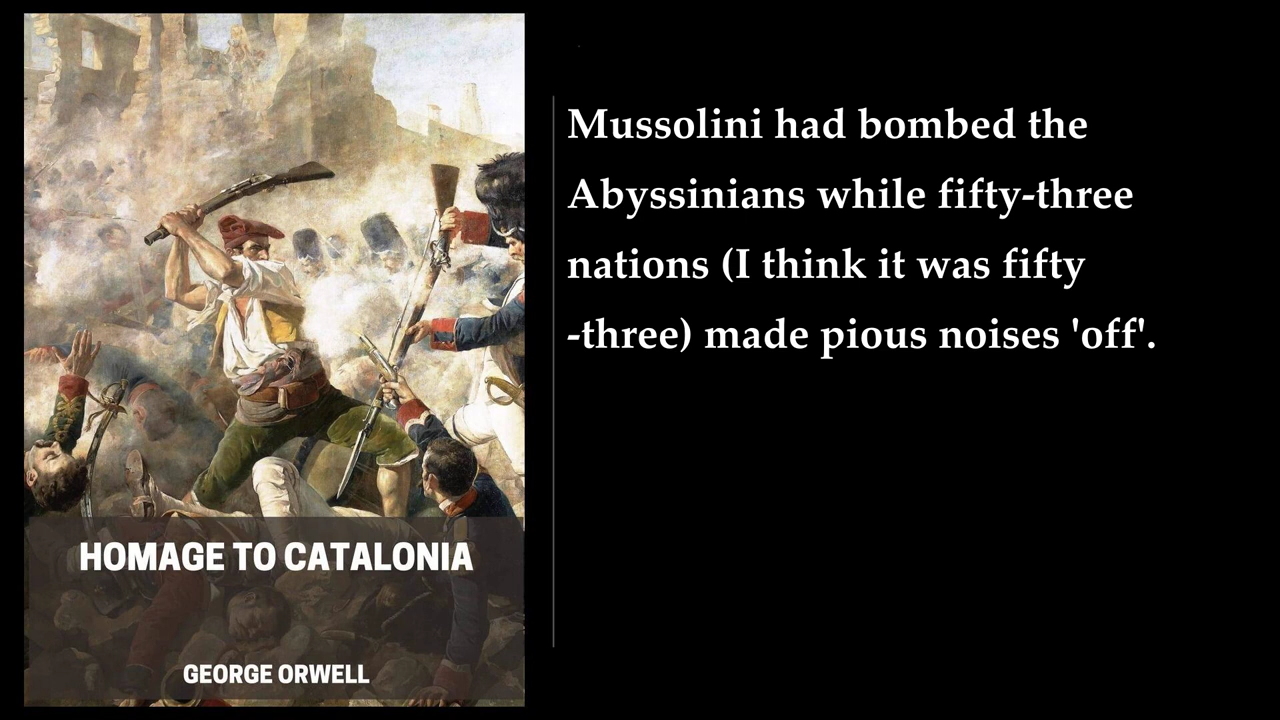 Mussolini had bombed the
Abyssinians while fifty-three
nations (I think it was fifty
-three) made pious noises 'off'.
HOMAGE TO CATALONIA
GEORGE ORWELL